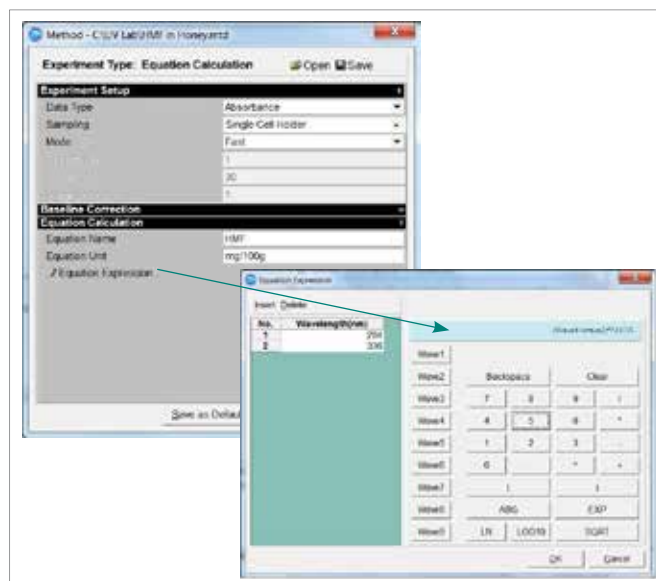 Method - C:\UV Lab\HMF in Honey
Experiment Type: Equation Calculation Open Save
Experiment Setup
Data Type Absorbance
Sampling Single Cell Holder
Mode Fast
1
20
1
Baseline Correction
Equation Calculation
Equation Name HMF
Equation Unit mg/100g
Equation Expression
Save as Default
Equation Expression
Insert Delete
No. Wavelength(nm)
1 284
2 336
Wave1
Wave2 Backspace Clear
Wave3 7 8 9 /
Wave4 4 5 6 *
Wave5 1 2 3 -
Wave6 0 +
Wave7 ( )
Wave8 ABS EXP
Wave9 LN LOG10 SQRT
OK Cancel